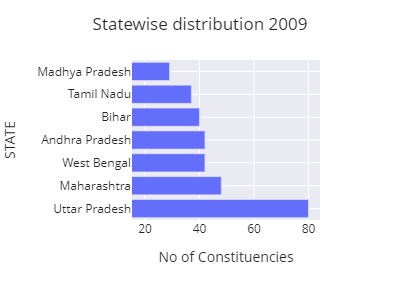 Statewise distribution 2009
STATE
Madhya Pradesh
Tamil Nadu
Bihar
Andhra Pradesh
West Bengal
Maharashtra
Uttar Pradesh
20 40 60 80
No of Constituencies